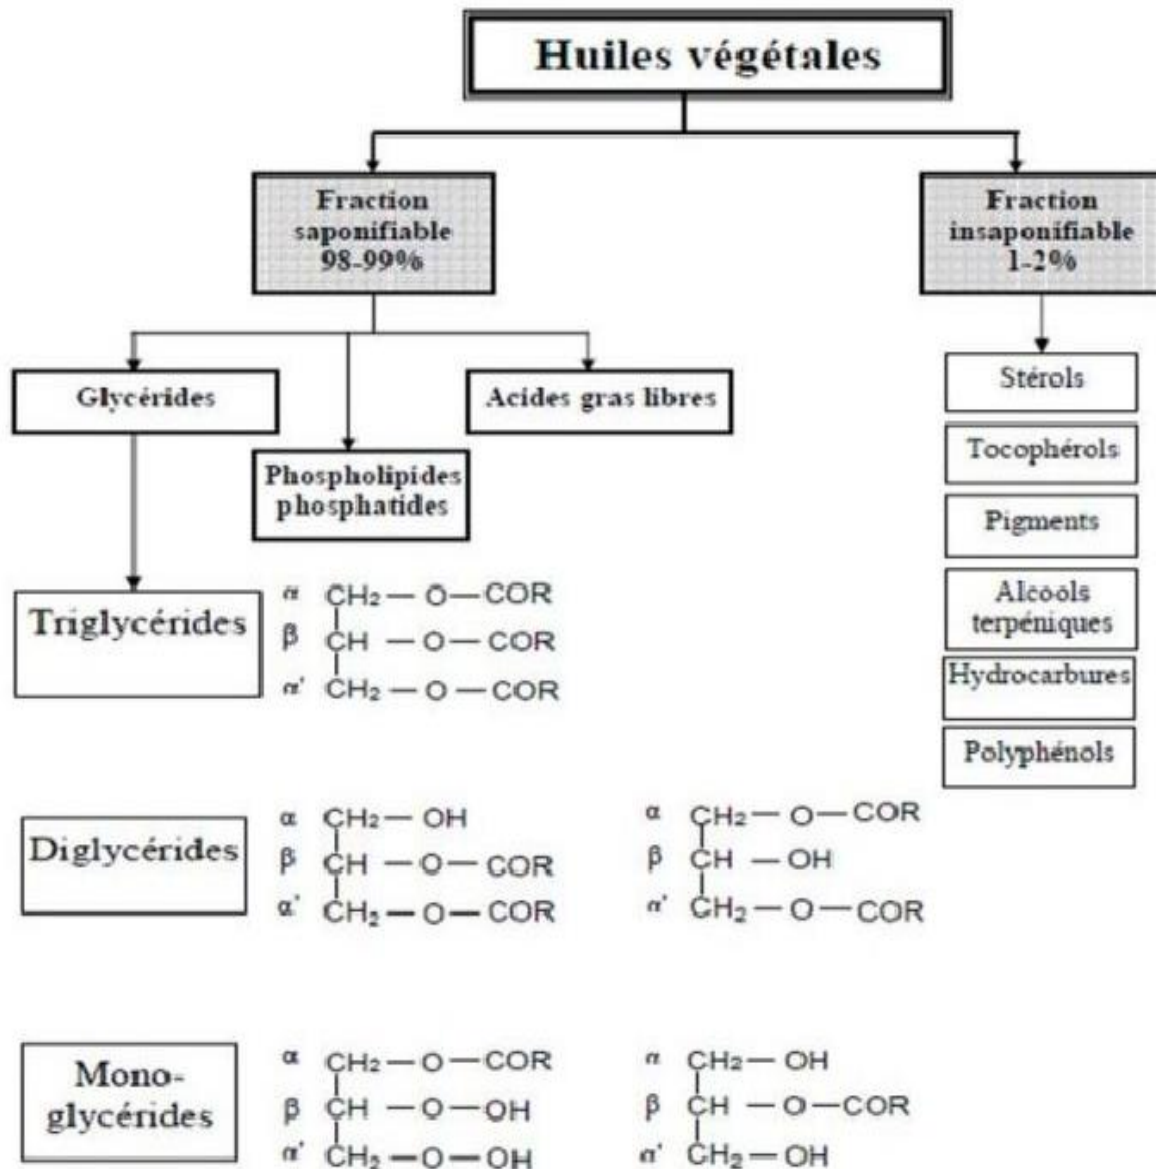 Huiles végétales
Fraction
saponifiable
98-99%
Fraction
insaponifiable
1-2%
Glycérides
Phospholipides
phosphatides
Acides gras libres
Stérols
Tocophérols
Pigments
Alcools
terpéniques
Hydrocarbures
Polyphénols
Triglycérides
α CH₂ — O — COR
β CH — O — COR
α' CH₂ — O — COR
Diglycérides
α CH₂ — OH
β CH — O — COR
α' CH₂ — O — COR
α CH₂ — O — COR
β CH — OH
α' CH₂ — O — COR
Mono-
glycérides
α CH₂ — O — COR
β CH — O — OH
α' CH₂ — O — OH
α CH₂ — OH
β CH — O — COR
α' CH₂ — OH